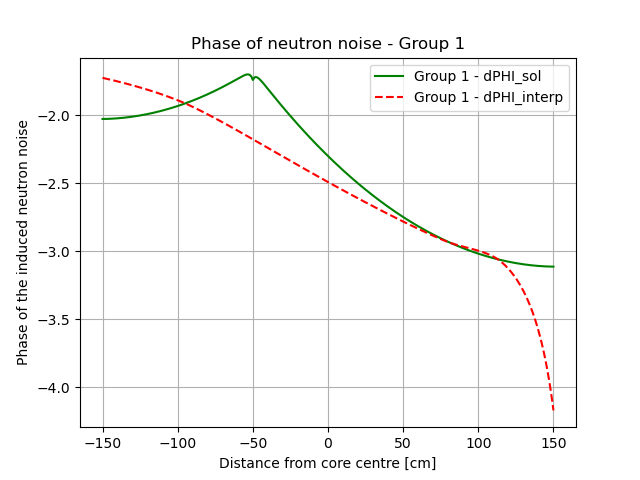 Phase of neutron noise - Group 1
Group 1 - dPHI_sol
Group 1 - dPHI_interp
Phase of the induced neutron noise
−2.0
−2.5
−3.0
−3.5
−4.0
−150
−100
−50
0
50
100
150
Distance from core centre [cm]